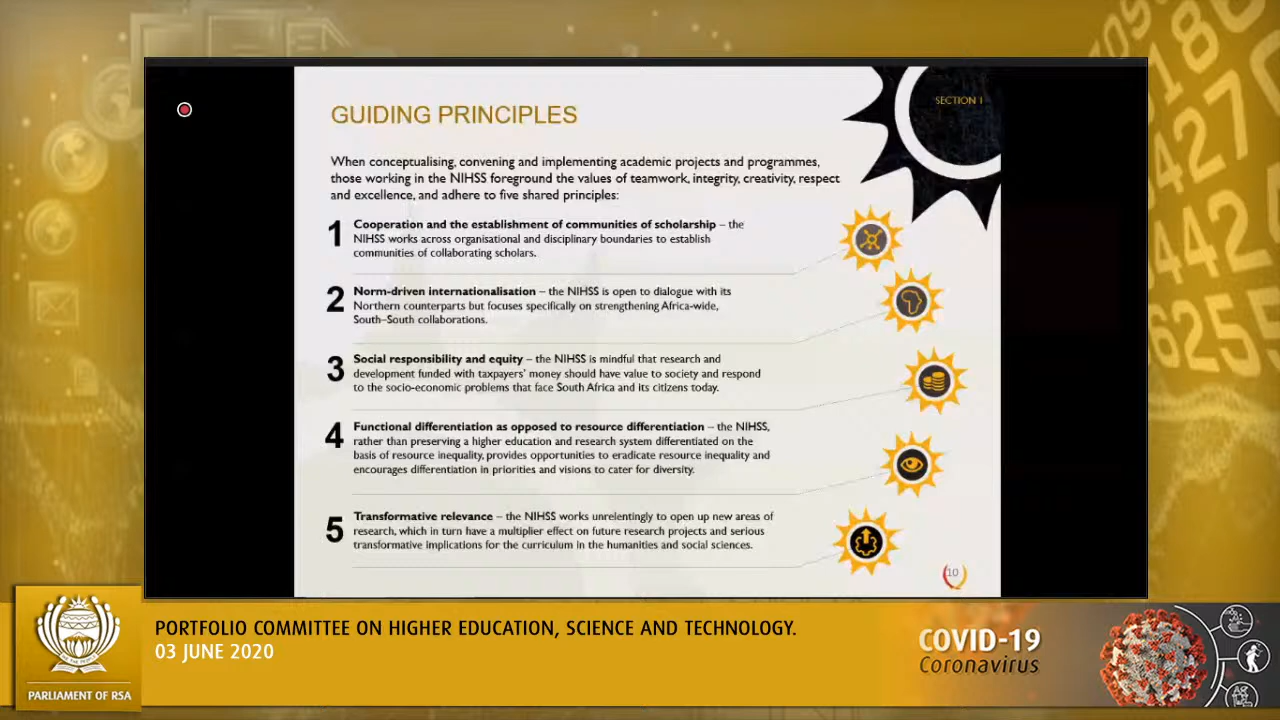 SECTION 1
GUIDING PRINCIPLES
When conceptualising, convening and implementing academic projects and programmes,
those working in the NIHSS foreground the values of teamwork, integrity, creativity, respect
and excellence, and adhere to five shared principles:
1 Cooperation and the establishment of communities of scholarship – the
NIHSS works across organisational and disciplinary boundaries to establish
communities of collaborating scholars.
2 Norm-driven internationalisation – the NIHSS is open to dialogue with its
Northern counterparts but focuses specifically on strengthening Africa-wide,
South–South collaborations.
3 Social responsibility and equity – the NIHSS is mindful that research and
development funded with taxpayers' money should have value to society and respond
to the socio-economic problems that face South Africa and its citizens today.
4 Functional differentiation as opposed to resource differentiation – the NIHSS,
rather than preserving a higher education and research system differentiated on the
basis of resource inequality, provides opportunities to eradicate resource inequality and
encourages differentiation in priorities and visions to cater for diversity.
5 Transformative relevance – the NIHSS works unrelentingly to open up new areas of
research, which in turn have a multiplier effect on future research projects and serious
transformative implications for the curriculum in the humanities and social sciences.
10
PORTFOLIO COMMITTEE ON HIGHER EDUCATION, SCIENCE AND TECHNOLOGY.
03 JUNE 2020
PARLIAMENT OF RSA
COVID-19
Coronavirus